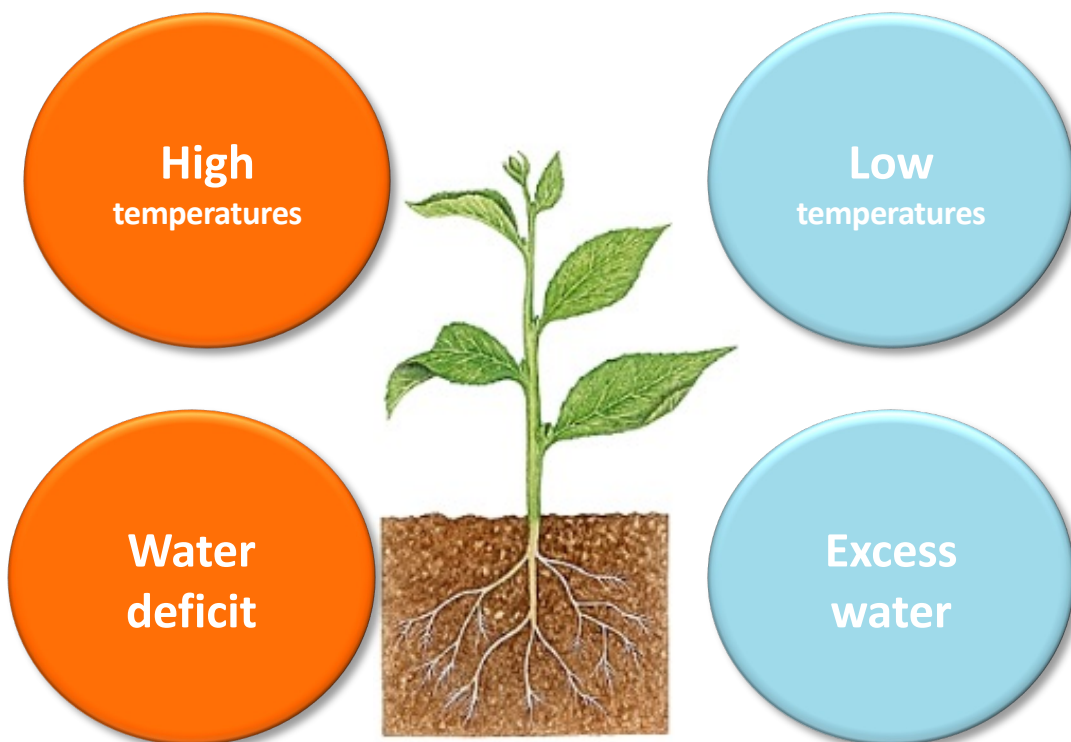 High
temperatures
Low
temperatures
Water
deficit
Excess
water